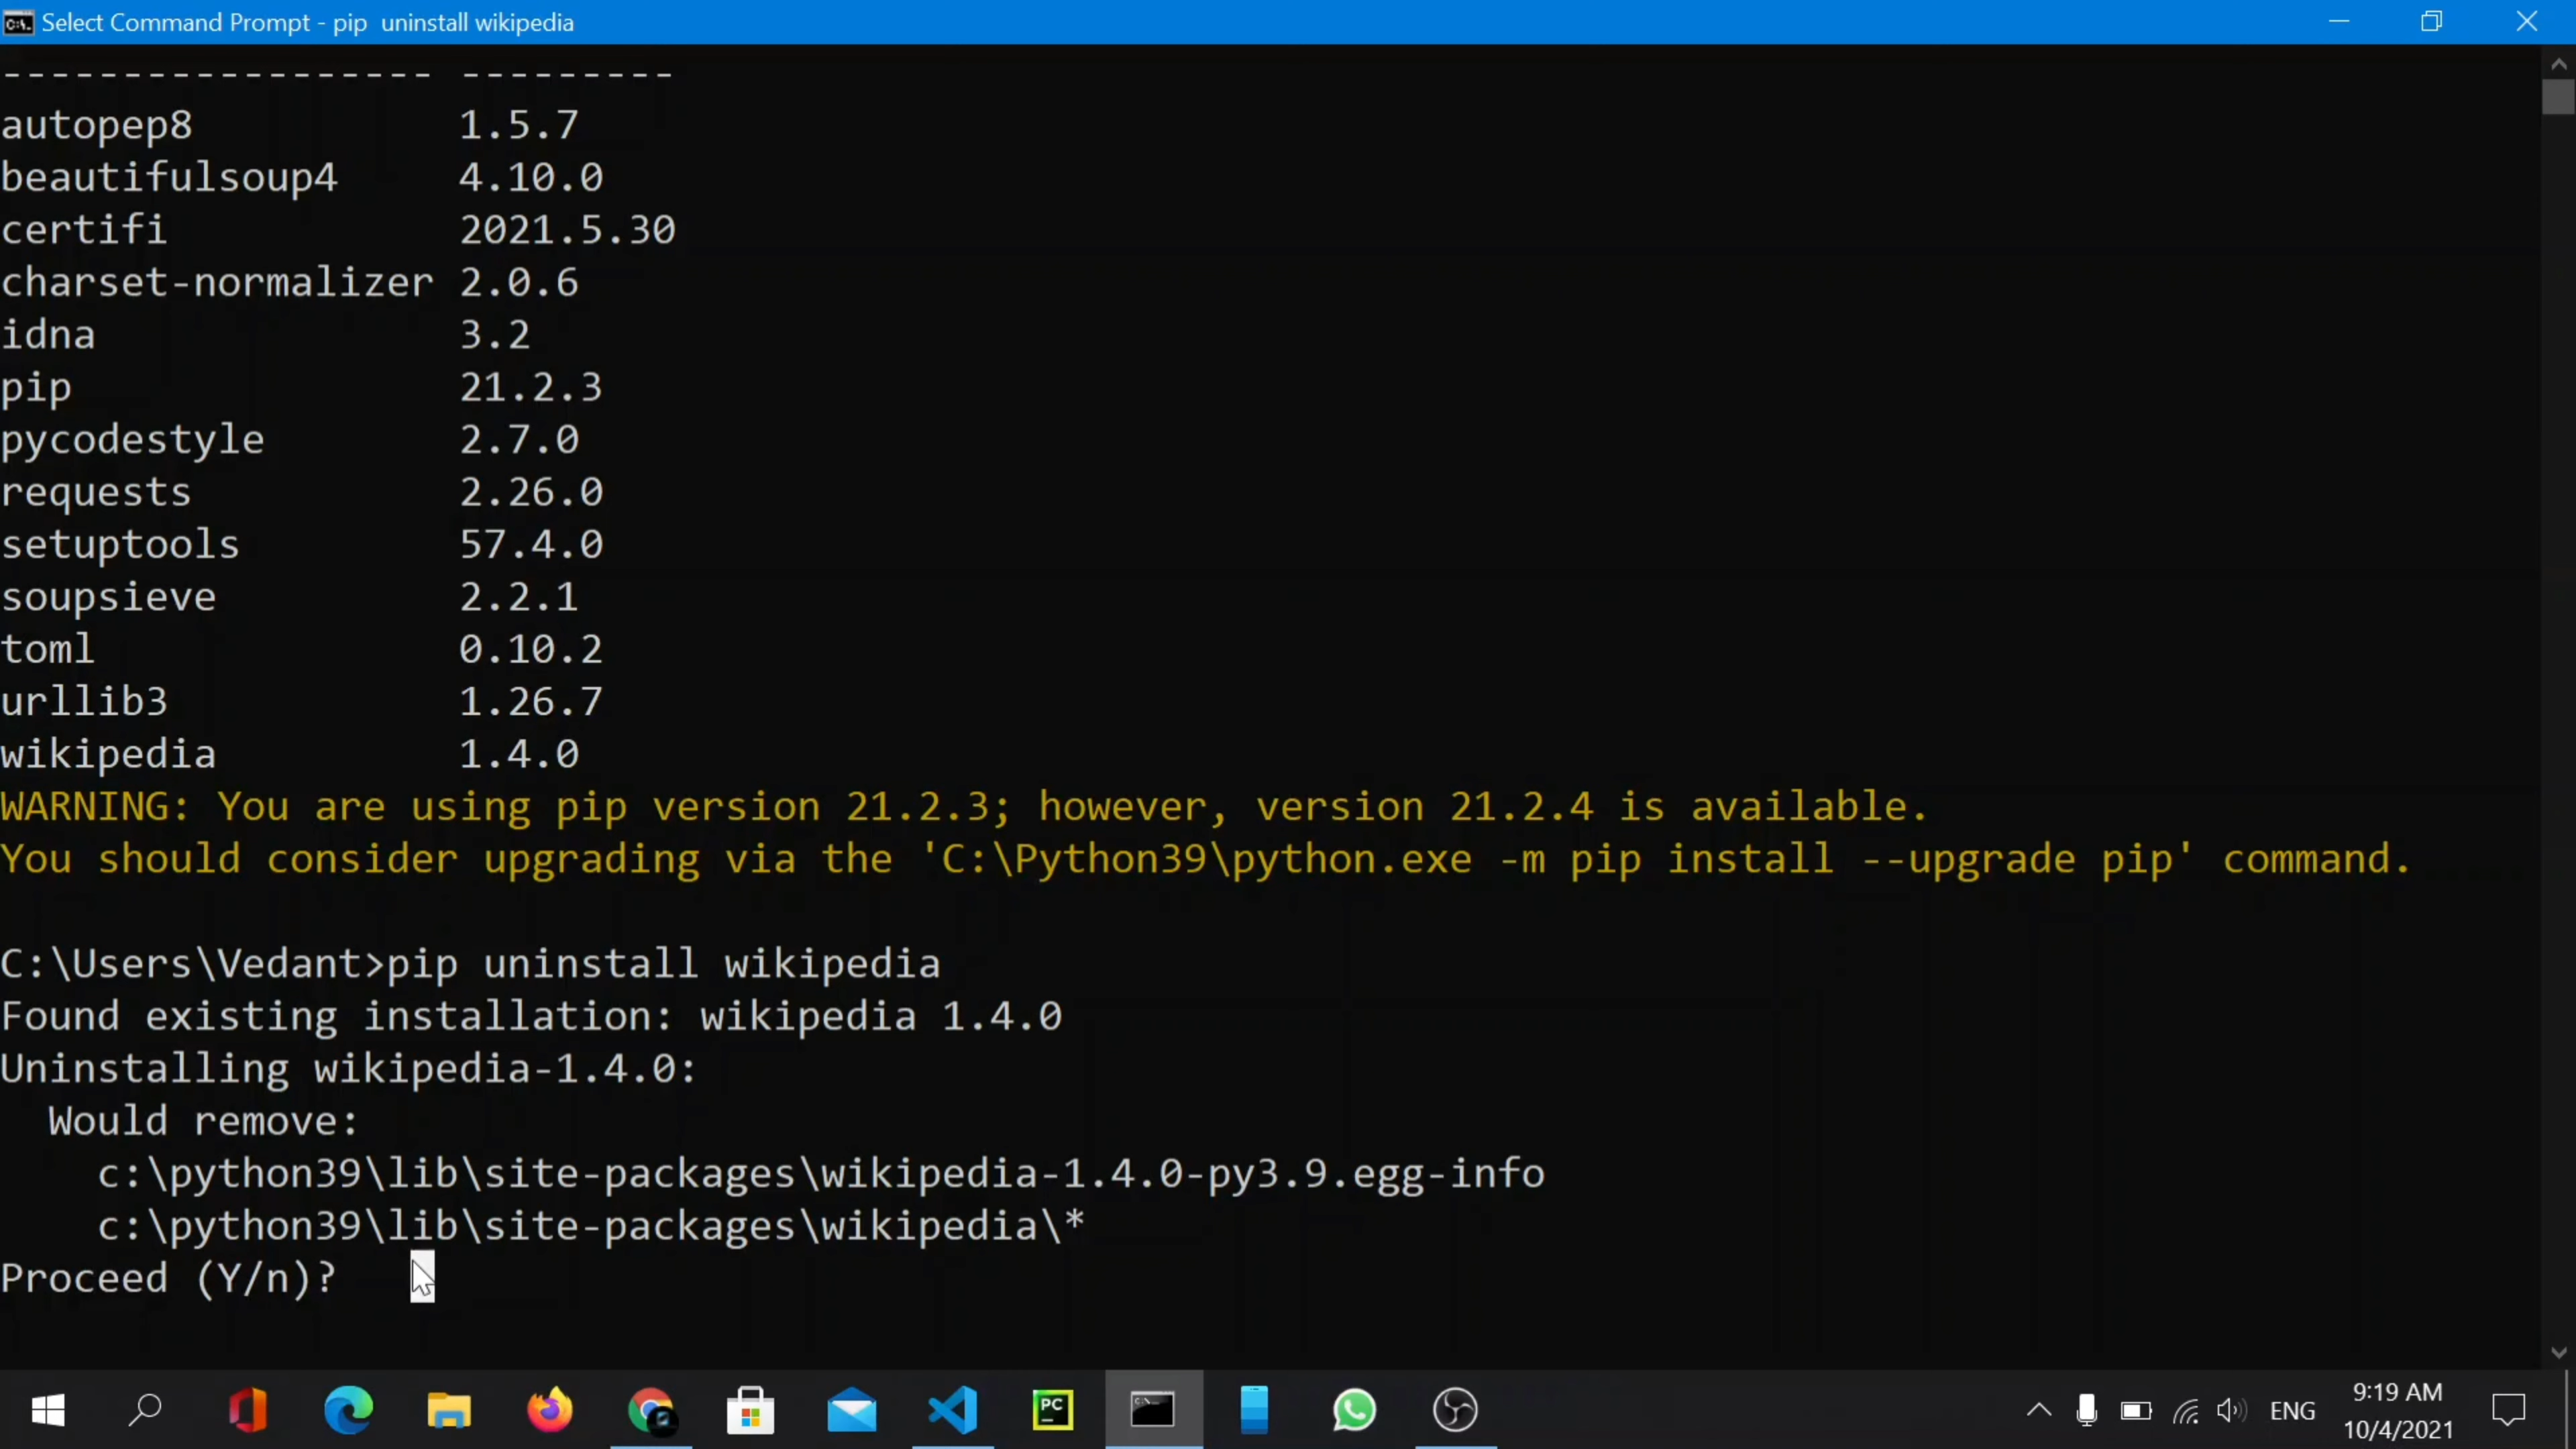 Select Command Prompt - pip  uninstall wikipedia
------------------ ---------
autopep8           1.5.7
beautifulsoup4     4.10.0
certifi            2021.5.30
charset-normalizer 2.0.6
idna               3.2
pip                21.2.3
pycodestyle        2.7.0
requests           2.26.0
setuptools         57.4.0
soupsieve          2.2.1
toml               0.10.2
urllib3            1.26.7
wikipedia          1.4.0
WARNING: You are using pip version 21.2.3; however, version 21.2.4 is available.
You should consider upgrading via the 'C:\Python39\python.exe -m pip install --upgrade pip' command.
C:\Users\Vedant>pip uninstall wikipedia
Found existing installation: wikipedia 1.4.0
Uninstalling wikipedia-1.4.0:
  Would remove:
    c:\python39\lib\site-packages\wikipedia-1.4.0-py3.9.egg-info
    c:\python39\lib\site-packages\wikipedia\*
Proceed (Y/n)?
PC
ENG
9:19 AM
10/4/2021